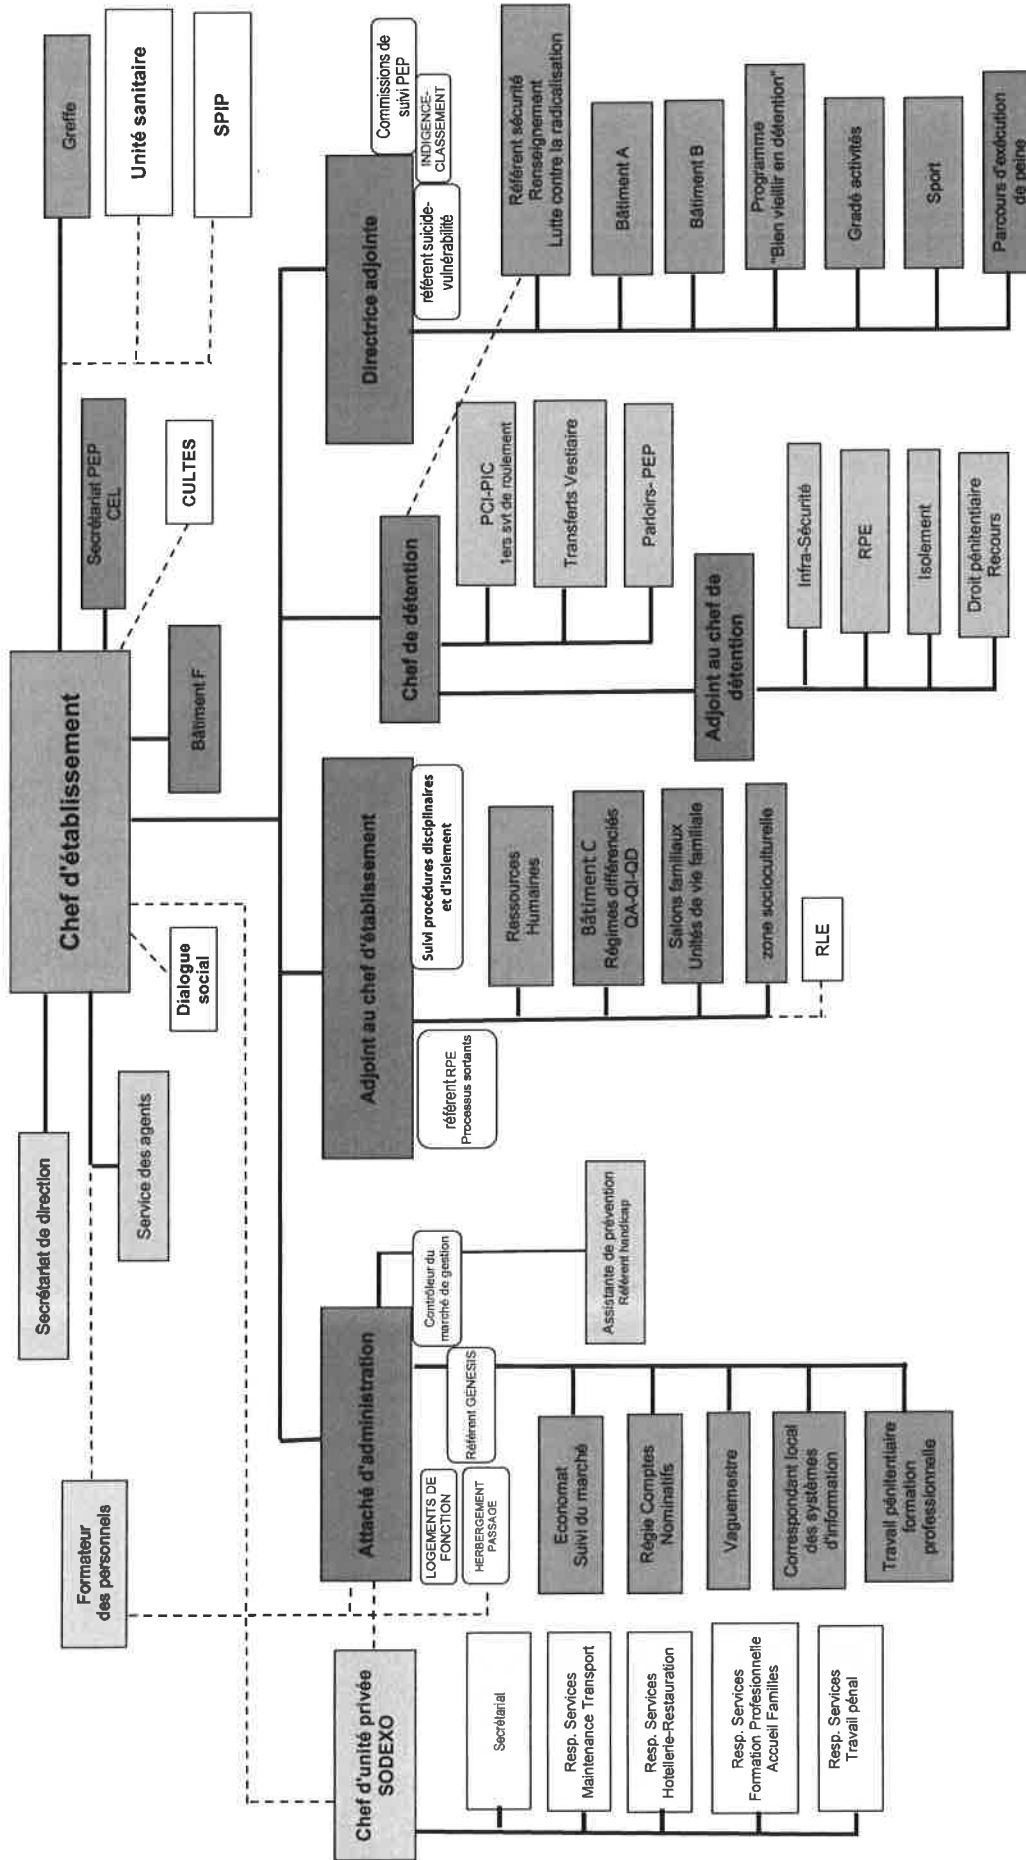 Chef d'établissement
Secrétariat de direction
Service des agents
Formateur
des personnels
Dialogue
social
Bâtiment F
Secrétariat PEP
CEL
CULTES
Greffe
Unité sanitaire
SPIP
Chef d'unité privée
SODEXO
Secrétariat
Resp. Services
Maintenance Transport
Resp. Services
Hotellerie-Restauration
Resp. Services
Formation Profesionnelle
Accueil Familles
Resp. Services
Travail pénal
Attaché d'administration
LOGEMENTS DE
FONCTION
HERBERGEMENT
PASSAGE
Référent GENESIS
Contrôleur du
marché de gestion
Economat
Suivi du marché
Régie Comptes
Nominatifs
Vaguemestre
Correspondant local
des systèmes
d'information
Travail pénitentiaire
formation
professionnelle
Assistante de prévention
Référent handicap
Adjoint au chef d'établissement
référent RPE
Processus sortants
Suivi procédures disciplinaires
et d'Isolement
Ressources
Humaines
Bâtiment C
Régimes différenciés
QA-QI-QD
Salons familiaux
Unités de vie familiale
zone socioculturelle
RLE
Chef de détention
PCI-PIC
1ers svt de roulement
Transferts Vestiaire
Parloirs- PEP
Adjoint au chef de
détention
Infra-Sécurité
RPE
Isolement
Droit pénitentiaire
Recours
Directrice adjointe
référent suicide-
vulnérabilité
INDIGENCE-
CLASSEMENT
Commissions de
suivi PEP
Référent sécurité
Renseignement
Lutte contre la radicalisation
Bâtiment A
Bâtiment B
Programme
"Bien vieillir en détention"
Gradé activités
Sport
Parcours d'exécution
de peine